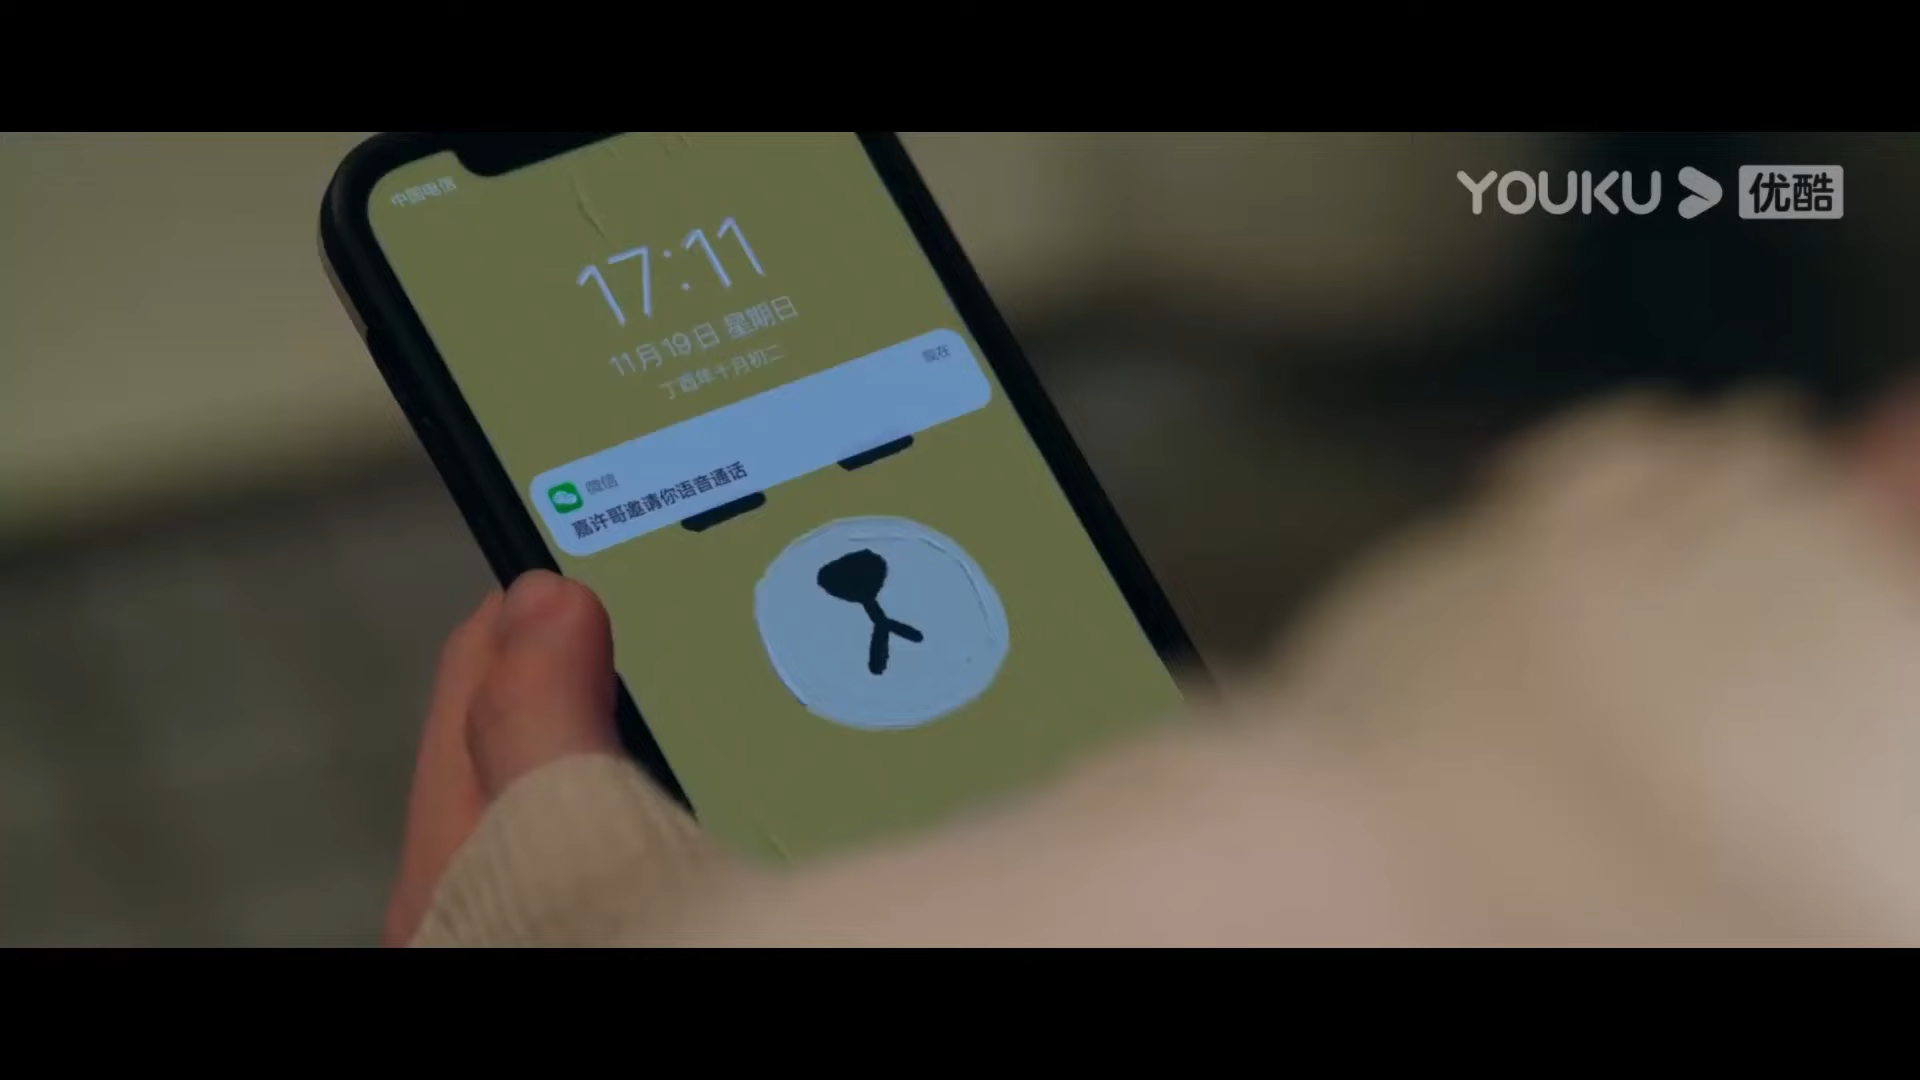 YOUKU 优酷
中国电信
17:11
11月19日 星期日
丁酉年十月初二
微信 现在
嘉许哥邀请你语音通话